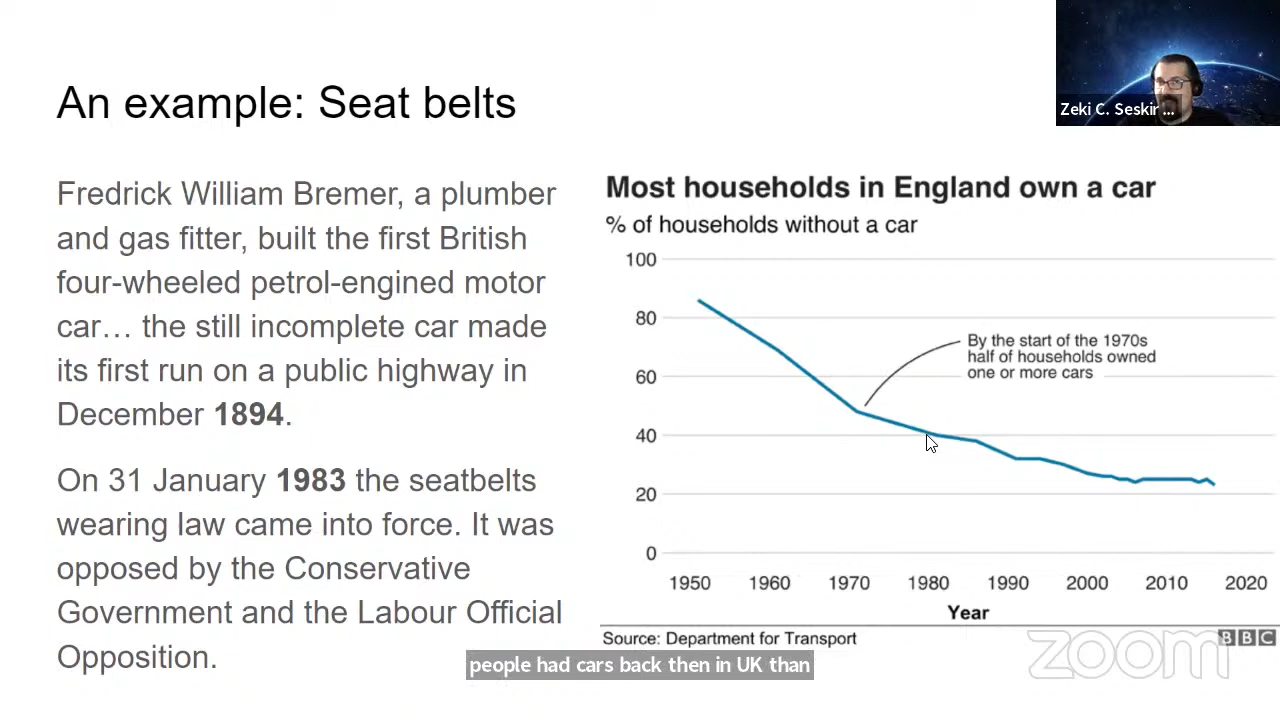 Zeki C. Seskir ...
An example: Seat belts
Fredrick William Bremer, a plumber
and gas fitter, built the first British
four-wheeled petrol-engined motor
car… the still incomplete car made
its first run on a public highway in
December 1894.
On 31 January 1983 the seatbelts
wearing law came into force. It was
opposed by the Conservative
Government and the Labour Official
Opposition.
Most households in England own a car
% of households without a car
100
80
60
40
20
0
By the start of the 1970s
half of households owned
one or more cars
1950 1960 1970 1980 1990 2000 2010 2020
Year
Source: Department for Transport
BBC
zoom
people had cars back then in UK than